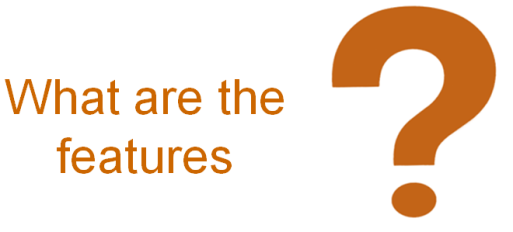 What are the
features
?